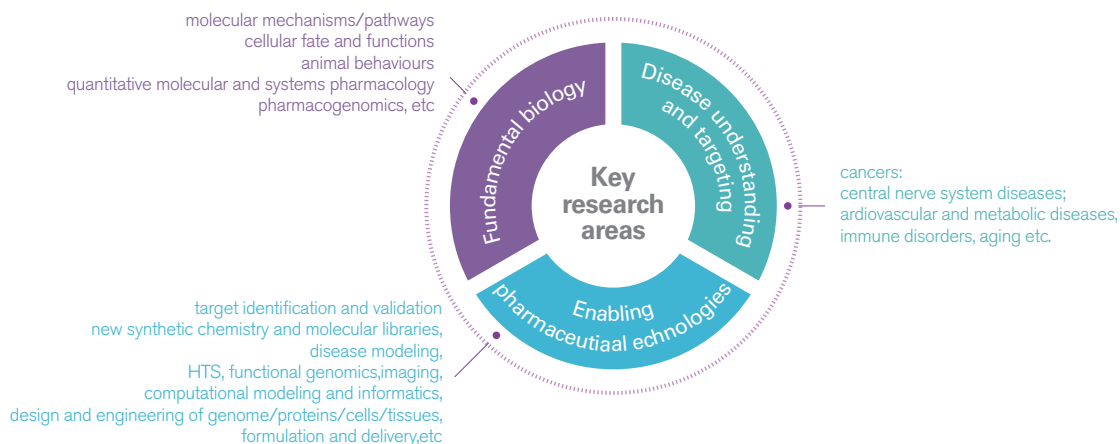 molecular mechanisms/pathways
cellular fate and functions
animal behaviours
quantitative molecular and systems pharmacology
pharmacogenomics, etc
Fundamental biology
Disease understanding
and targeting
Key
research
areas
cancers:
central nerve system diseases;
ardiovascular and metabolic diseases,
immune disorders, aging etc.
Enabling
pharmaceutiaal echnologies
target identification and validation
new synthetic chemistry and molecular libraries,
disease modeling,
HTS, functional genomics,imaging,
computational modeling and informatics,
design and engineering of genome/proteins/cells/tissues,
formulation and delivery,etc